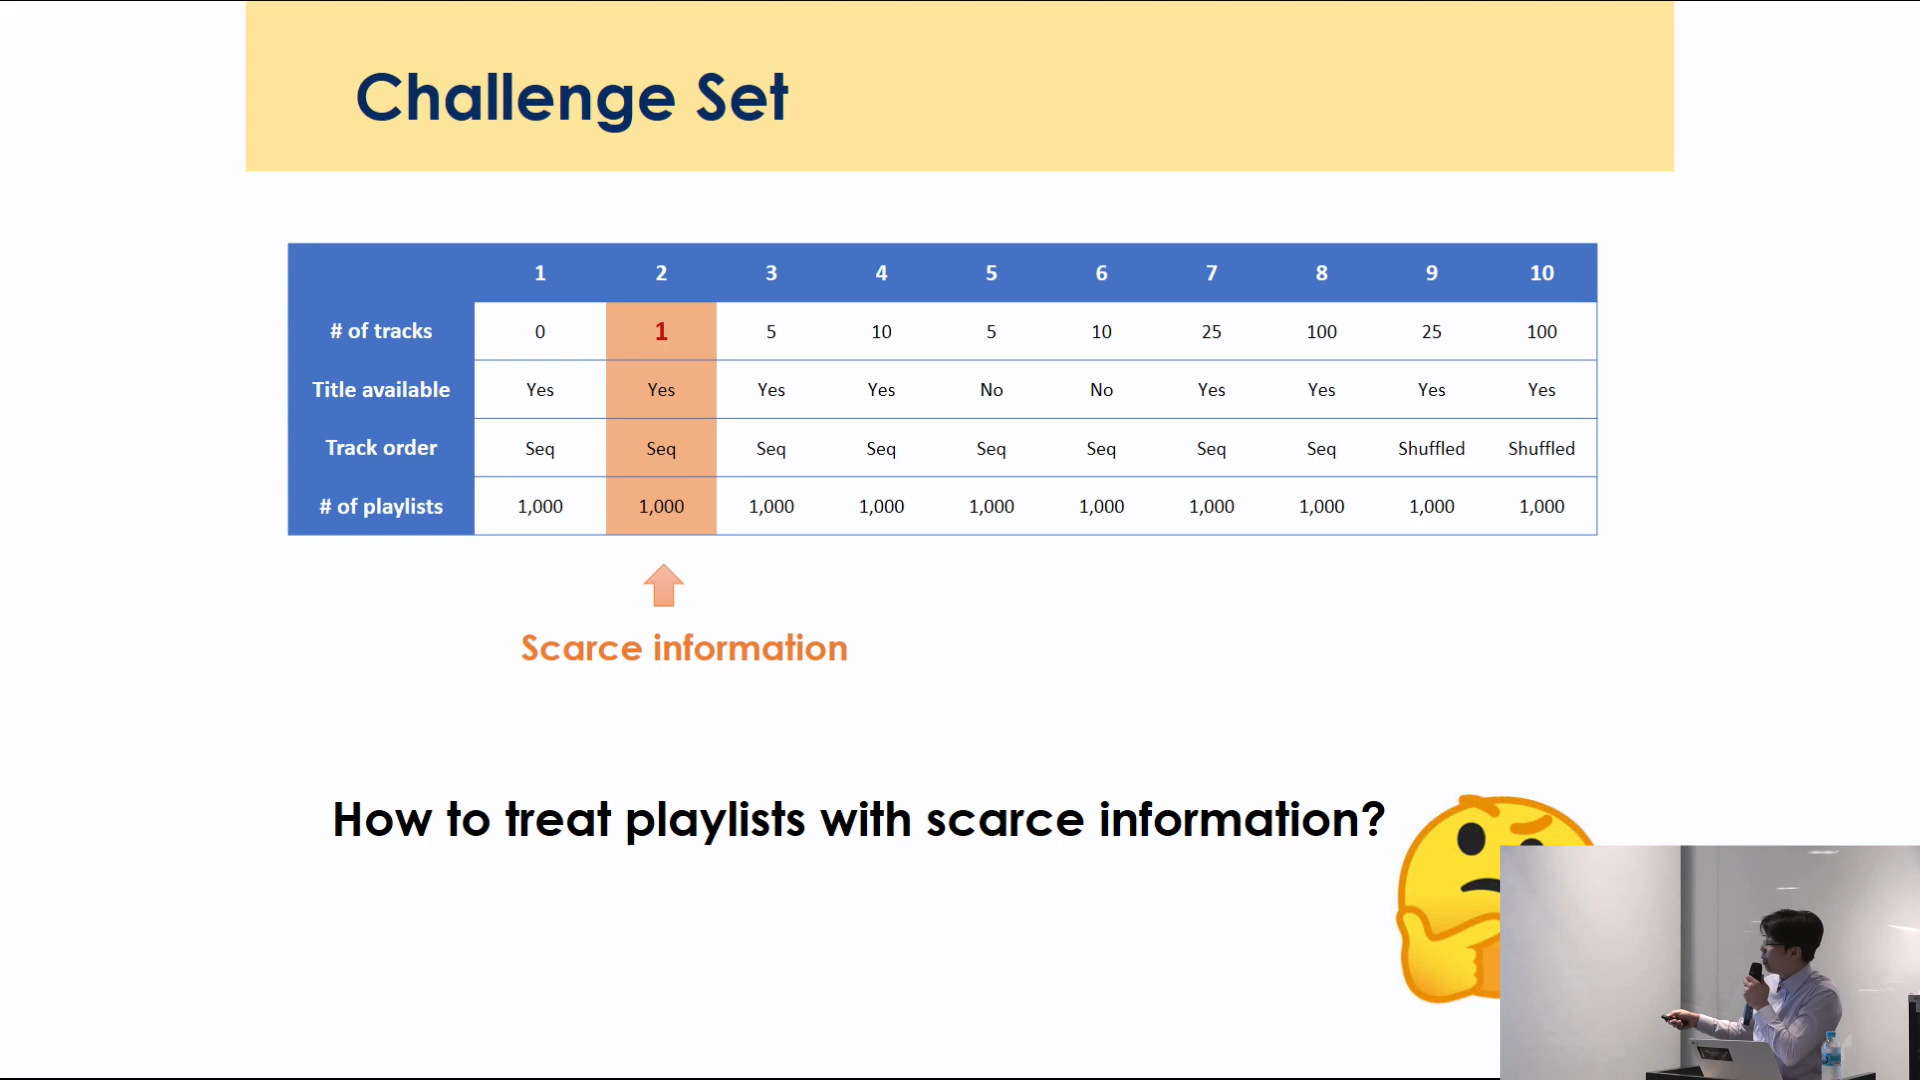 Challenge Set
1 2 3 4 5 6 7 8 9 10
# of tracks 0 1 5 10 5 10 25 100 25 100
Title available Yes Yes Yes Yes No No Yes Yes Yes Yes
Track order Seq Seq Seq Seq Seq Seq Seq Seq Shuffled Shuffled
# of playlists 1,000 1,000 1,000 1,000 1,000 1,000 1,000 1,000 1,000 1,000
Scarce information
How to treat playlists with scarce information?